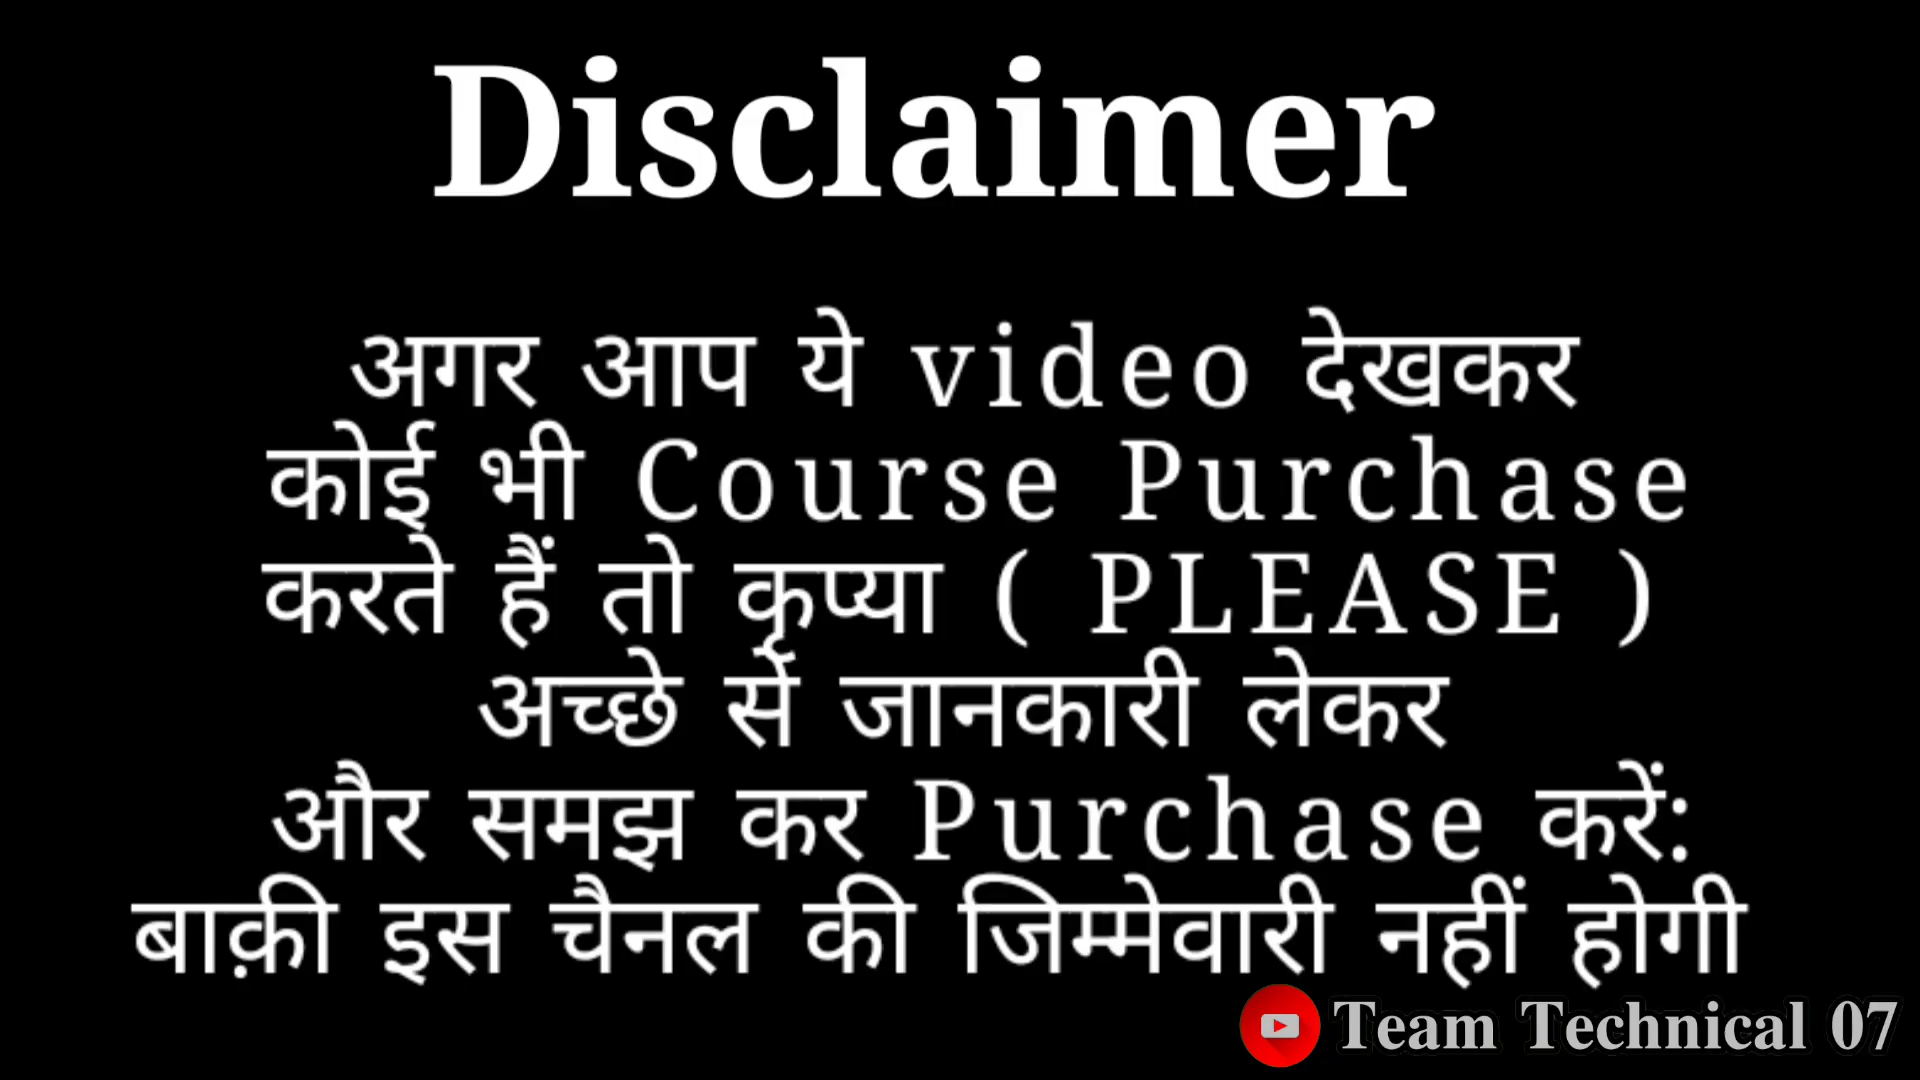 Disclaimer
अगर आप ये video देखकर
कोई भी Course Purchase
करते हैं तो कृप्या ( PLEASE )
अच्छे से जानकारी लेकर
और समझ कर Purchase करें:
बाक़ी इस चैनल की जिम्मेवारी नहीं होगी
Team Technical 07